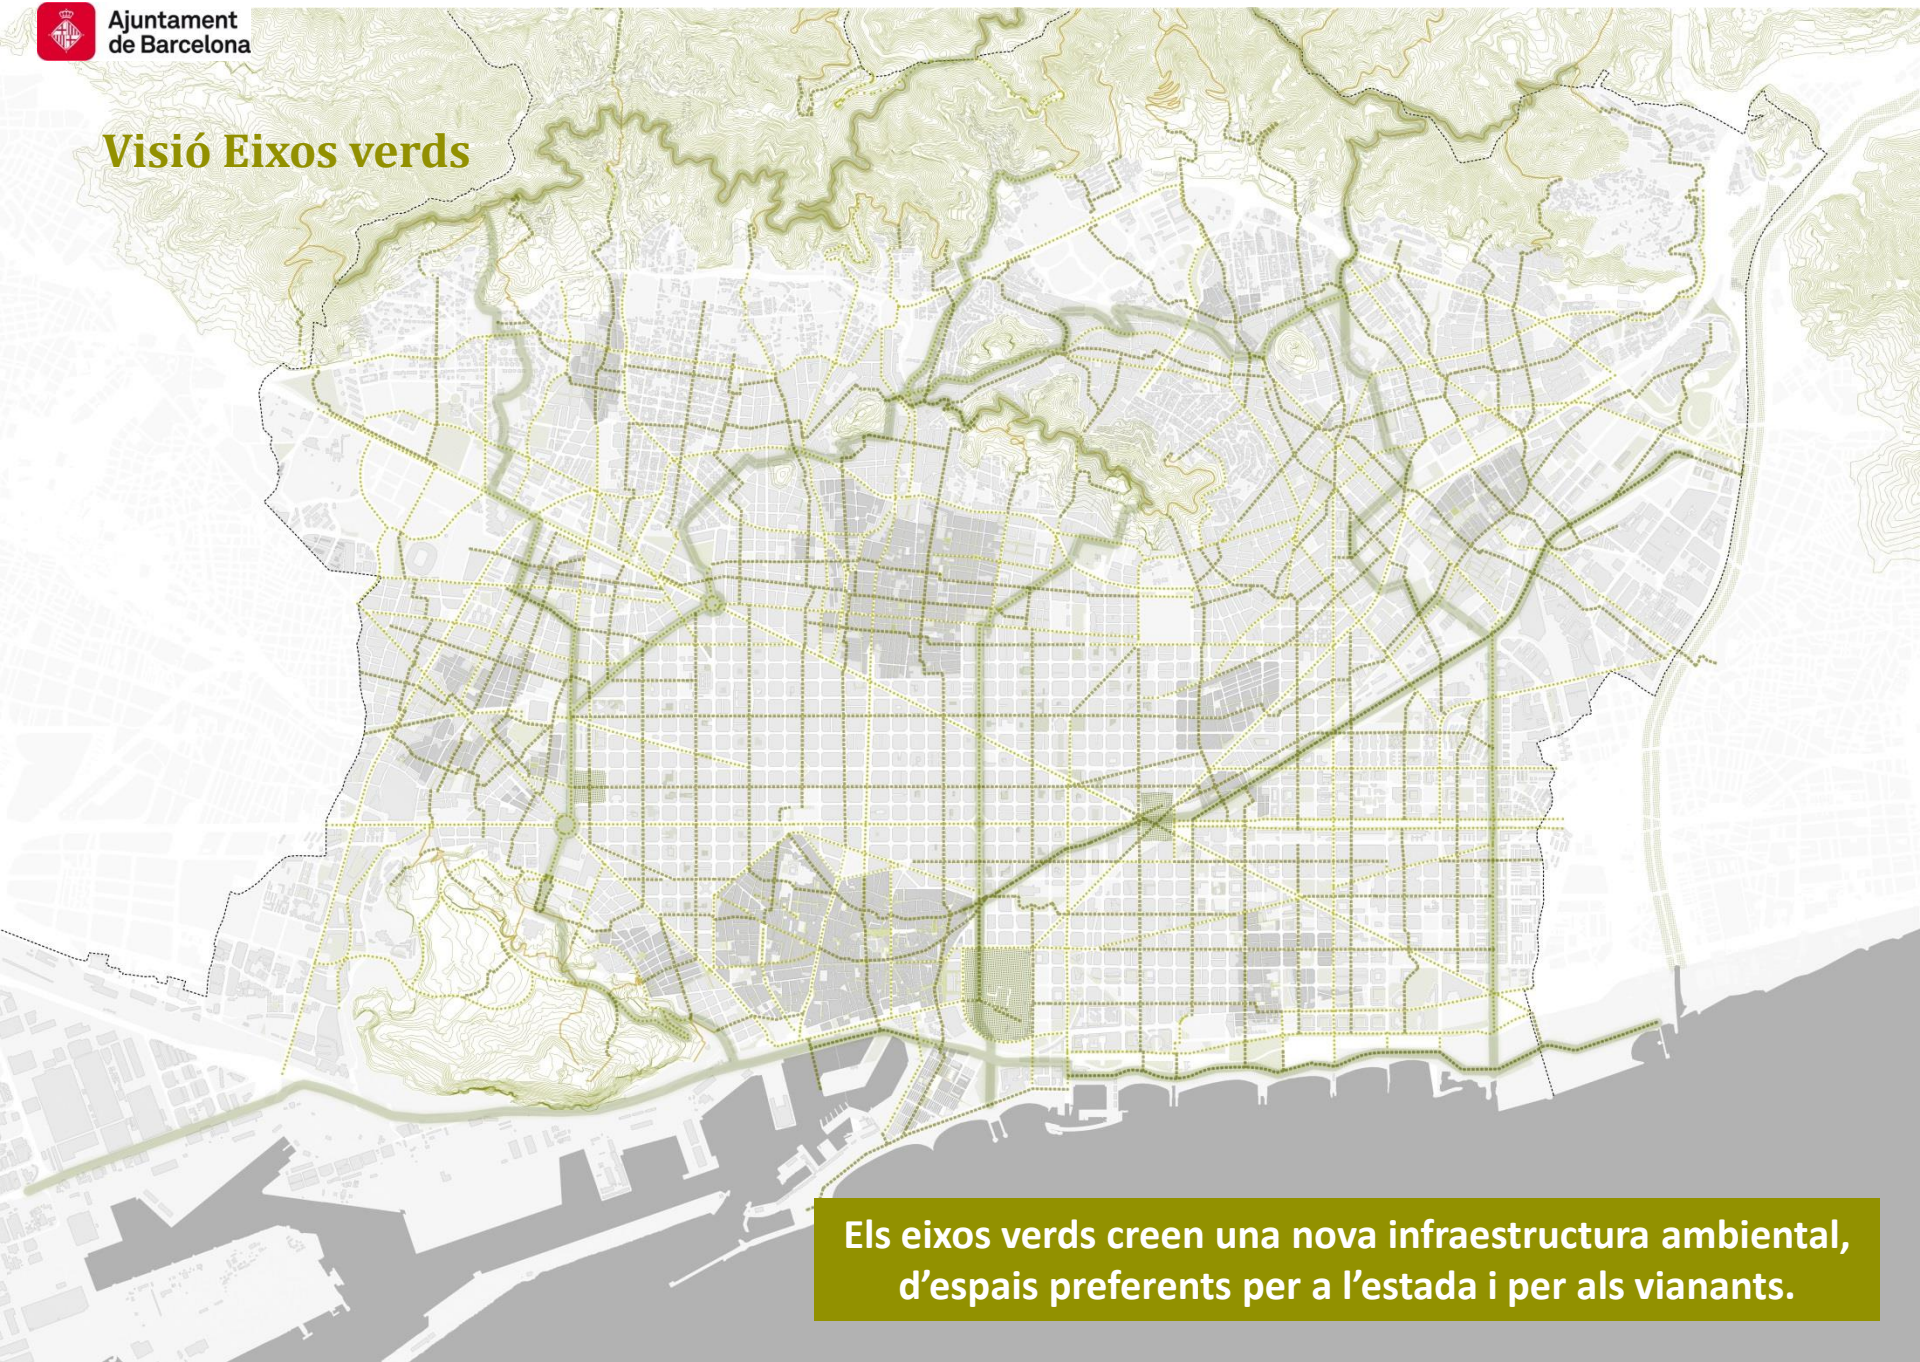 Ajuntament
de Barcelona
Visió Eixos verds
Els eixos verds creen una nova infraestructura ambiental,
d’espais preferents per a l’estada i per als vianants.